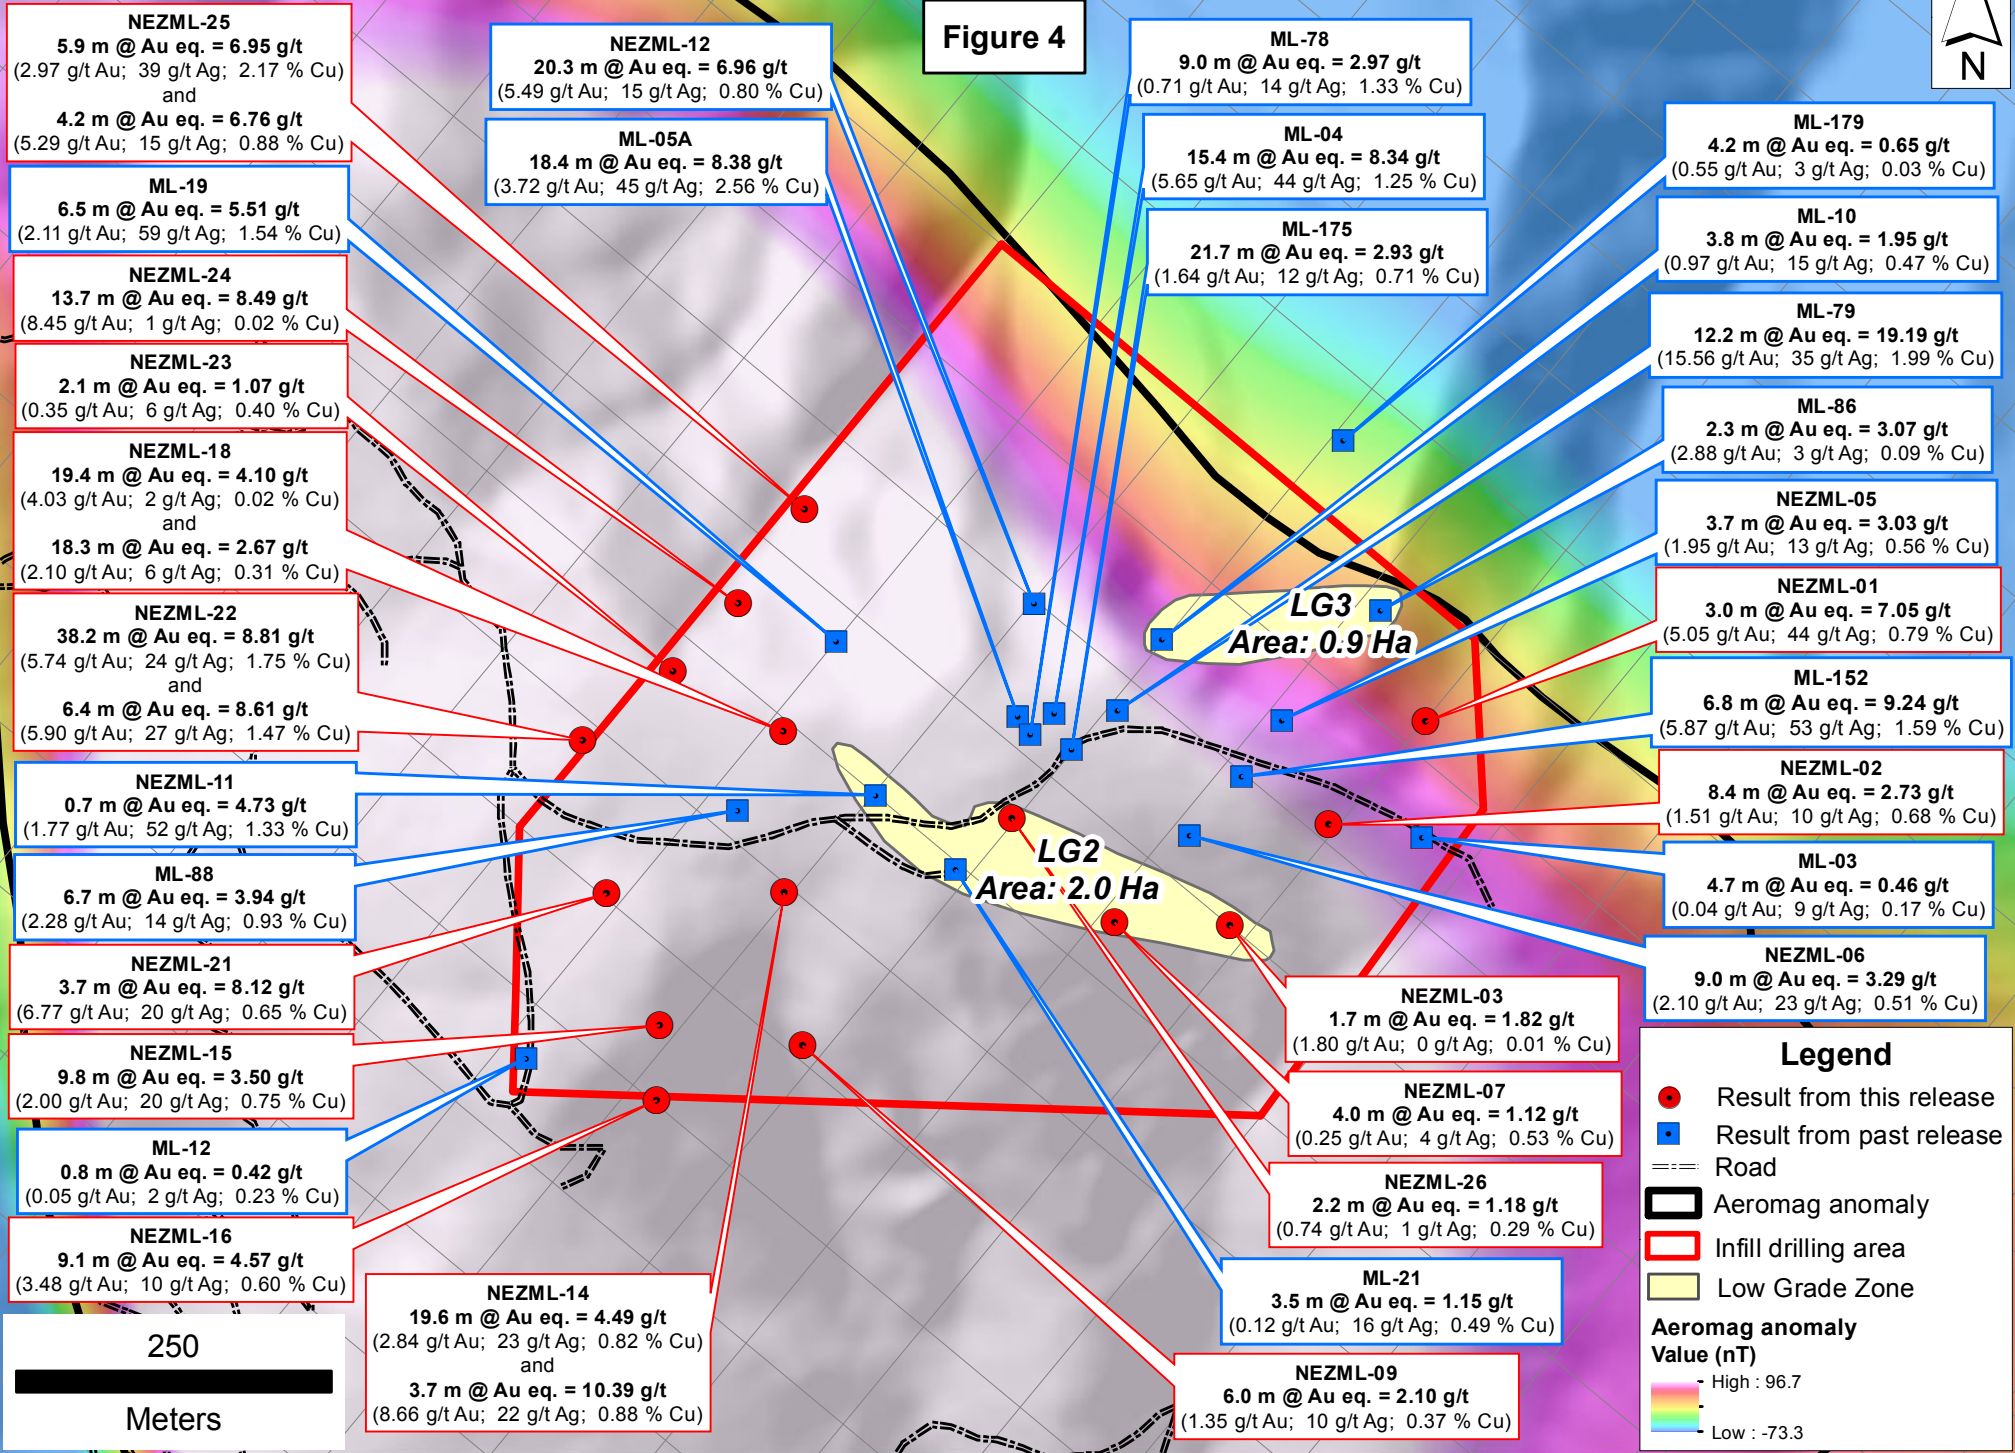 Figure 4
N
NEZML-25
5.9 m @ Au eq. = 6.95 g/t
(2.97 g/t Au; 39 g/t Ag; 2.17 % Cu)
and
4.2 m @ Au eq. = 6.76 g/t
(5.29 g/t Au; 15 g/t Ag; 0.88 % Cu)
ML-19
6.5 m @ Au eq. = 5.51 g/t
(2.11 g/t Au; 59 g/t Ag; 1.54 % Cu)
NEZML-24
13.7 m @ Au eq. = 8.49 g/t
(8.45 g/t Au; 1 g/t Ag; 0.02 % Cu)
NEZML-23
2.1 m @ Au eq. = 1.07 g/t
(0.35 g/t Au; 6 g/t Ag; 0.40 % Cu)
NEZML-18
19.4 m @ Au eq. = 4.10 g/t
(4.03 g/t Au; 2 g/t Ag; 0.02 % Cu)
and
18.3 m @ Au eq. = 2.67 g/t
(2.10 g/t Au; 6 g/t Ag; 0.31 % Cu)
NEZML-22
38.2 m @ Au eq. = 8.81 g/t
(5.74 g/t Au; 24 g/t Ag; 1.75 % Cu)
and
6.4 m @ Au eq. = 8.61 g/t
(5.90 g/t Au; 27 g/t Ag; 1.47 % Cu)
NEZML-11
0.7 m @ Au eq. = 4.73 g/t
(1.77 g/t Au; 52 g/t Ag; 1.33 % Cu)
ML-88
6.7 m @ Au eq. = 3.94 g/t
(2.28 g/t Au; 14 g/t Ag; 0.93 % Cu)
NEZML-21
3.7 m @ Au eq. = 8.12 g/t
(6.77 g/t Au; 20 g/t Ag; 0.65 % Cu)
NEZML-15
9.8 m @ Au eq. = 3.50 g/t
(2.00 g/t Au; 20 g/t Ag; 0.75 % Cu)
ML-12
0.8 m @ Au eq. = 0.42 g/t
(0.05 g/t Au; 2 g/t Ag; 0.23 % Cu)
NEZML-16
9.1 m @ Au eq. = 4.57 g/t
(3.48 g/t Au; 10 g/t Ag; 0.60 % Cu)
250
Meters
NEZML-12
20.3 m @ Au eq. = 6.96 g/t
(5.49 g/t Au; 15 g/t Ag; 0.80 % Cu)
ML-05A
18.4 m @ Au eq. = 8.38 g/t
(3.72 g/t Au; 45 g/t Ag; 2.56 % Cu)
ML-78
9.0 m @ Au eq. = 2.97 g/t
(0.71 g/t Au; 14 g/t Ag; 1.33 % Cu)
ML-04
15.4 m @ Au eq. = 8.34 g/t
(5.65 g/t Au; 44 g/t Ag; 1.25 % Cu)
ML-175
21.7 m @ Au eq. = 2.93 g/t
(1.64 g/t Au; 12 g/t Ag; 0.71 % Cu)
ML-179
4.2 m @ Au eq. = 0.65 g/t
(0.55 g/t Au; 3 g/t Ag; 0.03 % Cu)
ML-10
3.8 m @ Au eq. = 1.95 g/t
(0.97 g/t Au; 15 g/t Ag; 0.47 % Cu)
ML-79
12.2 m @ Au eq. = 19.19 g/t
(15.56 g/t Au; 35 g/t Ag; 1.99 % Cu)
ML-86
2.3 m @ Au eq. = 3.07 g/t
(2.88 g/t Au; 3 g/t Ag; 0.09 % Cu)
NEZML-05
3.7 m @ Au eq. = 3.03 g/t
(1.95 g/t Au; 13 g/t Ag; 0.56 % Cu)
NEZML-01
3.0 m @ Au eq. = 7.05 g/t
(5.05 g/t Au; 44 g/t Ag; 0.79 % Cu)
ML-152
6.8 m @ Au eq. = 9.24 g/t
(5.87 g/t Au; 53 g/t Ag; 1.59 % Cu)
NEZML-02
8.4 m @ Au eq. = 2.73 g/t
(1.51 g/t Au; 10 g/t Ag; 0.68 % Cu)
ML-03
4.7 m @ Au eq. = 0.46 g/t
(0.04 g/t Au; 9 g/t Ag; 0.17 % Cu)
NEZML-06
9.0 m @ Au eq. = 3.29 g/t
(2.10 g/t Au; 23 g/t Ag; 0.51 % Cu)
LG3
Area: 0.9 Ha
LG2
Area: 2.0 Ha
NEZML-03
1.7 m @ Au eq. = 1.82 g/t
(1.80 g/t Au; 0 g/t Ag; 0.01 % Cu)
NEZML-07
4.0 m @ Au eq. = 1.12 g/t
(0.25 g/t Au; 4 g/t Ag; 0.53 % Cu)
NEZML-26
2.2 m @ Au eq. = 1.18 g/t
(0.74 g/t Au; 1 g/t Ag; 0.29 % Cu)
ML-21
3.5 m @ Au eq. = 1.15 g/t
(0.12 g/t Au; 16 g/t Ag; 0.49 % Cu)
NEZML-09
6.0 m @ Au eq. = 2.10 g/t
(1.35 g/t Au; 10 g/t Ag; 0.37 % Cu)
NEZML-14
19.6 m @ Au eq. = 4.49 g/t
(2.84 g/t Au; 23 g/t Ag; 0.82 % Cu)
and
3.7 m @ Au eq. = 10.39 g/t
(8.66 g/t Au; 22 g/t Ag; 0.88 % Cu)
Legend
Result from this release
Result from past release
Road
Aeromag anomaly
Infill drilling area
Low Grade Zone
Aeromag anomaly
Value (nT)
High : 96.7
Low : -73.3